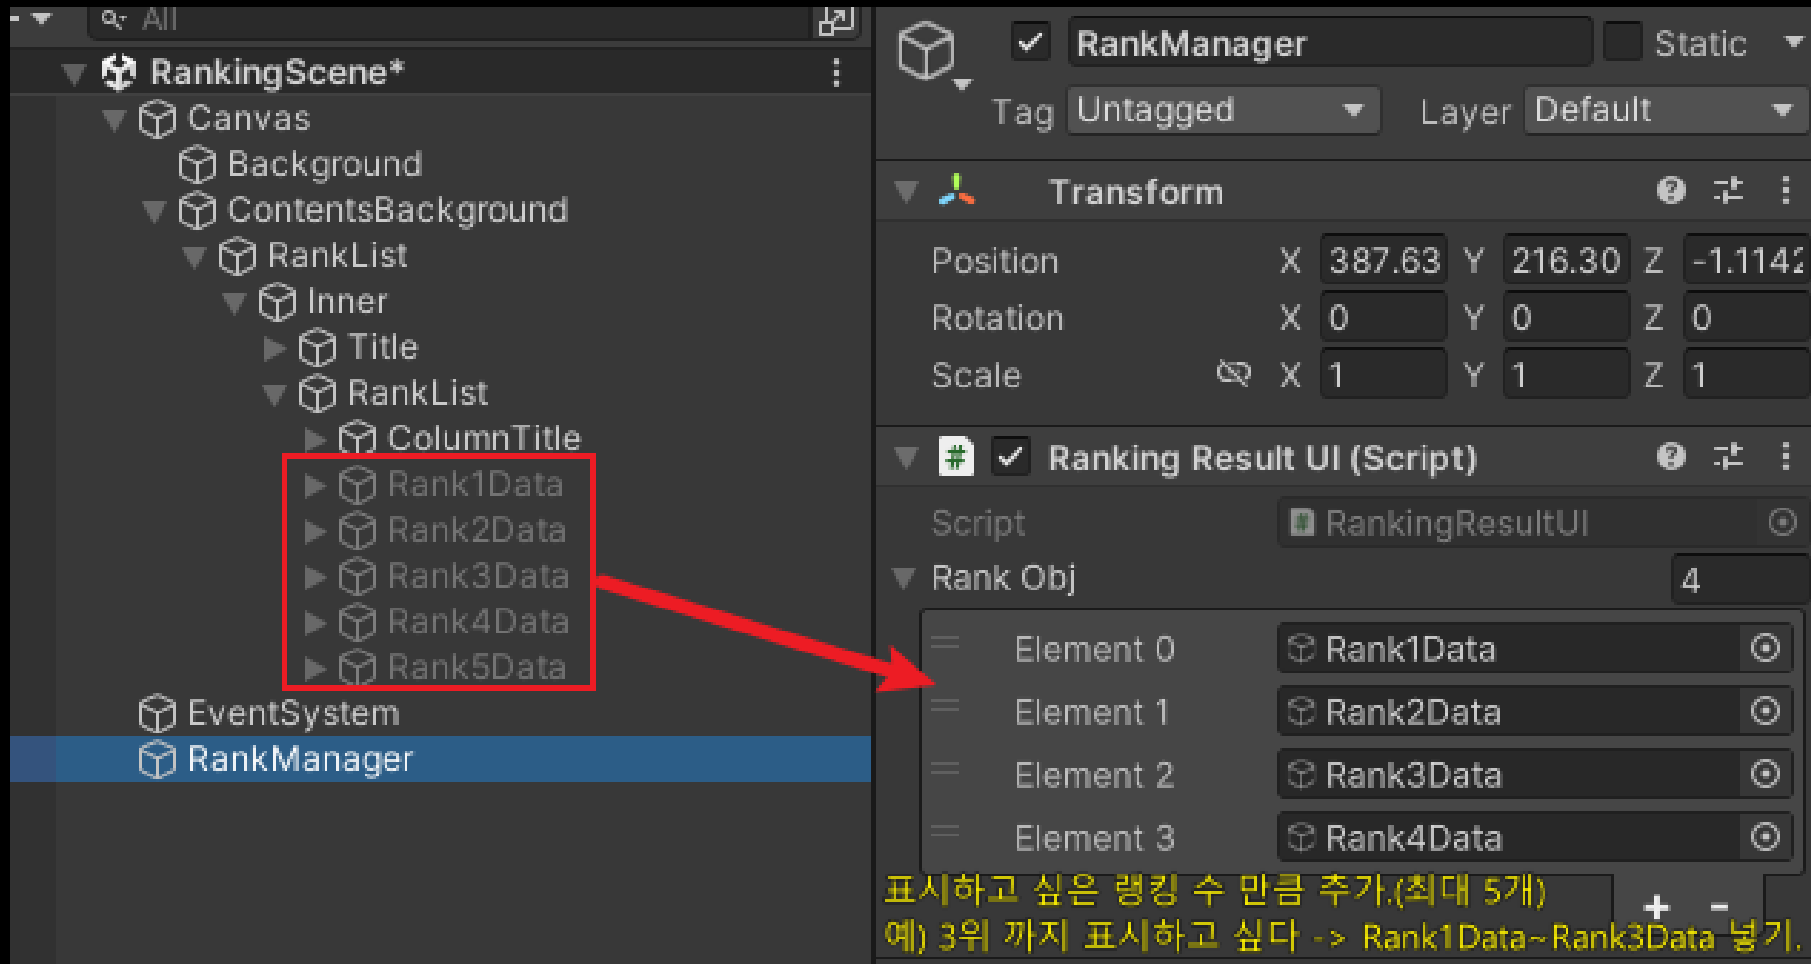 All
RankingScene*
Canvas
Background
ContentsBackground
RankList
Inner
Title
RankList
ColumnTitle
Rank1Data
Rank2Data
Rank3Data
Rank4Data
Rank5Data
EventSystem
RankManager
RankManager Static
Tag Untagged Layer Default
Transform
Position X 387.63 Y 216.30 Z -1.1142
Rotation X 0 Y 0 Z 0
Scale X 1 Y 1 Z 1
# Ranking Result UI (Script)
Script # RankingResultUI
Rank Obj 4
Element 0 Rank1Data
Element 1 Rank2Data
Element 2 Rank3Data
Element 3 Rank4Data
표시하고 싶은 랭킹 수 만큼 추가.(최대 5개)
+ -
예) 3위 까지 표시하고 싶다 -> Rank1Data~Rank3Data 넣기.